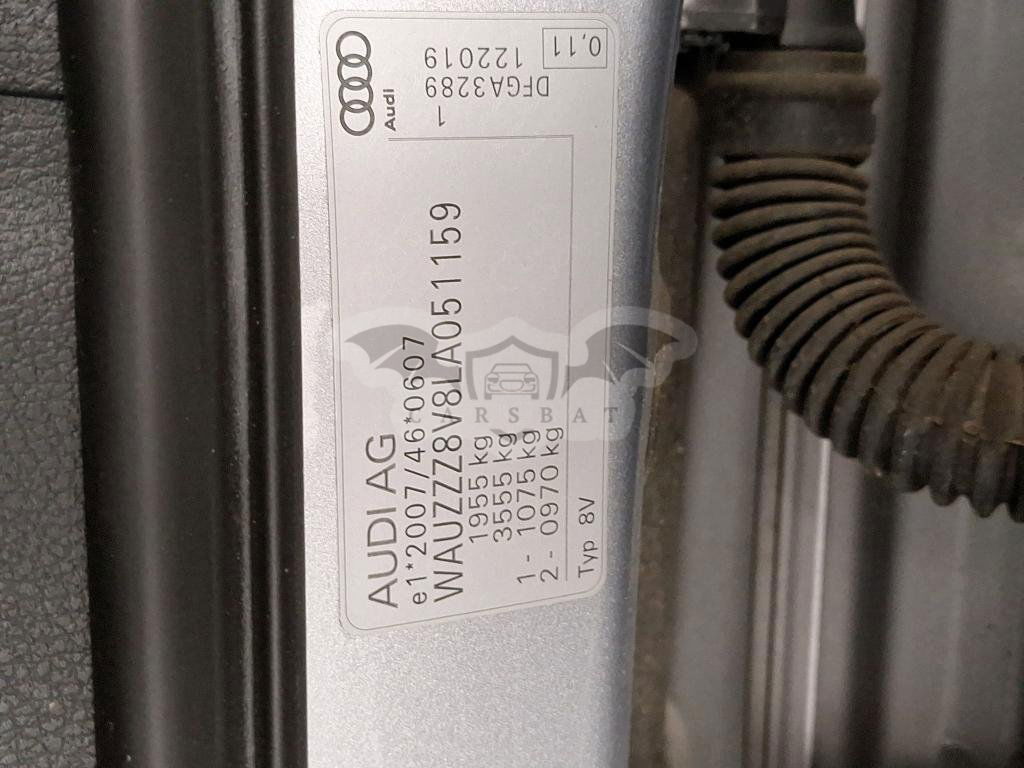 AUDI AG
e1*2007/46*0607
WAUZZZ8V8LA051159
1955 kg
3555 kg
1 - 1075 kg
2 - 0970 kg
Typ 8V
Audi
1
DFGA3289
122019
0,11
CARSBAT